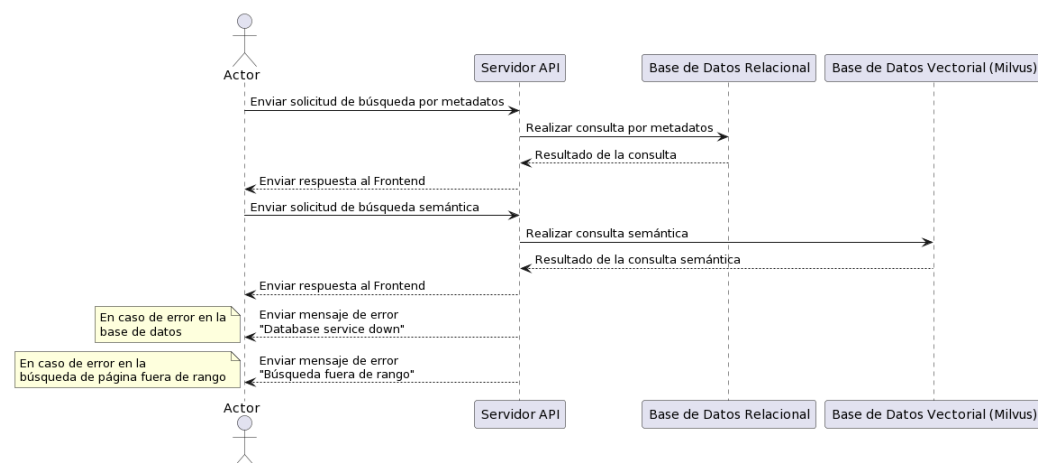 Actor
Servidor API
Base de Datos Relacional
Base de Datos Vectorial (Milvus)
Enviar solicitud de búsqueda por metadatos
Realizar consulta por metadatos
Resultado de la consulta
Enviar respuesta al Frontend
Enviar solicitud de búsqueda semántica
Realizar consulta semántica
Resultado de la consulta semántica
Enviar respuesta al Frontend
En caso de error en la
base de datos
Enviar mensaje de error
"Database service down"
En caso de error en la
búsqueda de página fuera de rango
Enviar mensaje de error
"Búsqueda fuera de rango"
Actor
Servidor API
Base de Datos Relacional
Base de Datos Vectorial (Milvus)